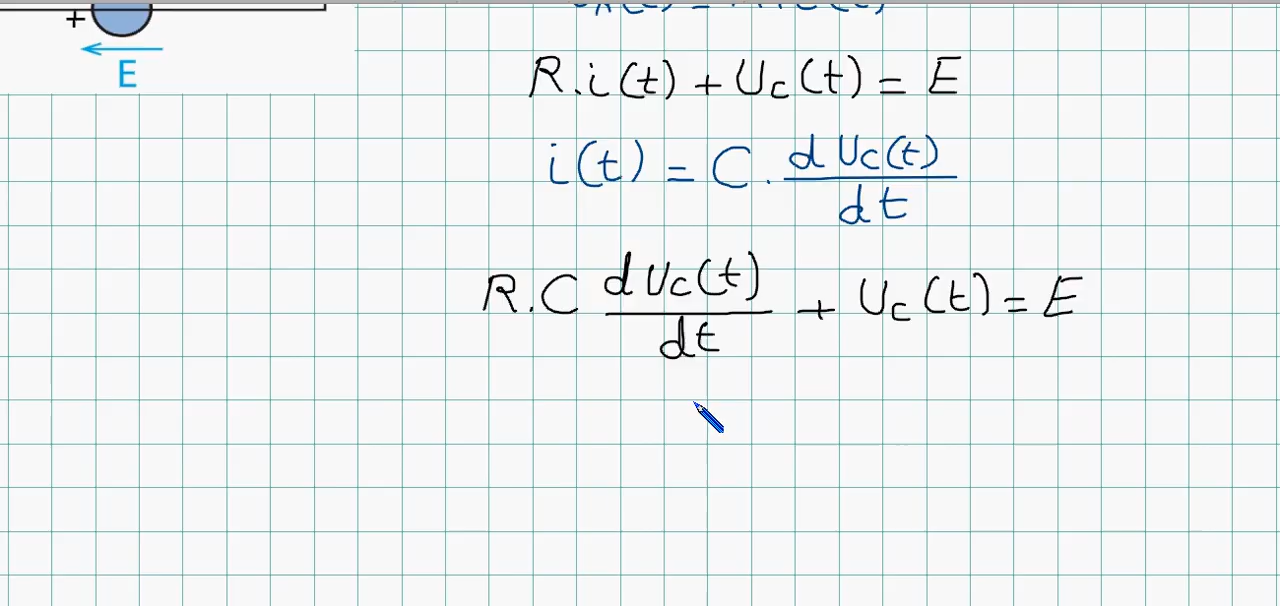 +
E
R.i(t) + Uc(t) = E
i(t) = C . dUc(t)/dt
R.C dUc(t)/dt + Uc(t) = E